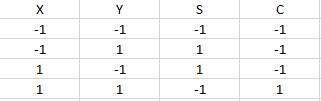 X Y S C
-1 -1 -1 -1
-1 1 1 -1
1 -1 1 -1
1 1 -1 1